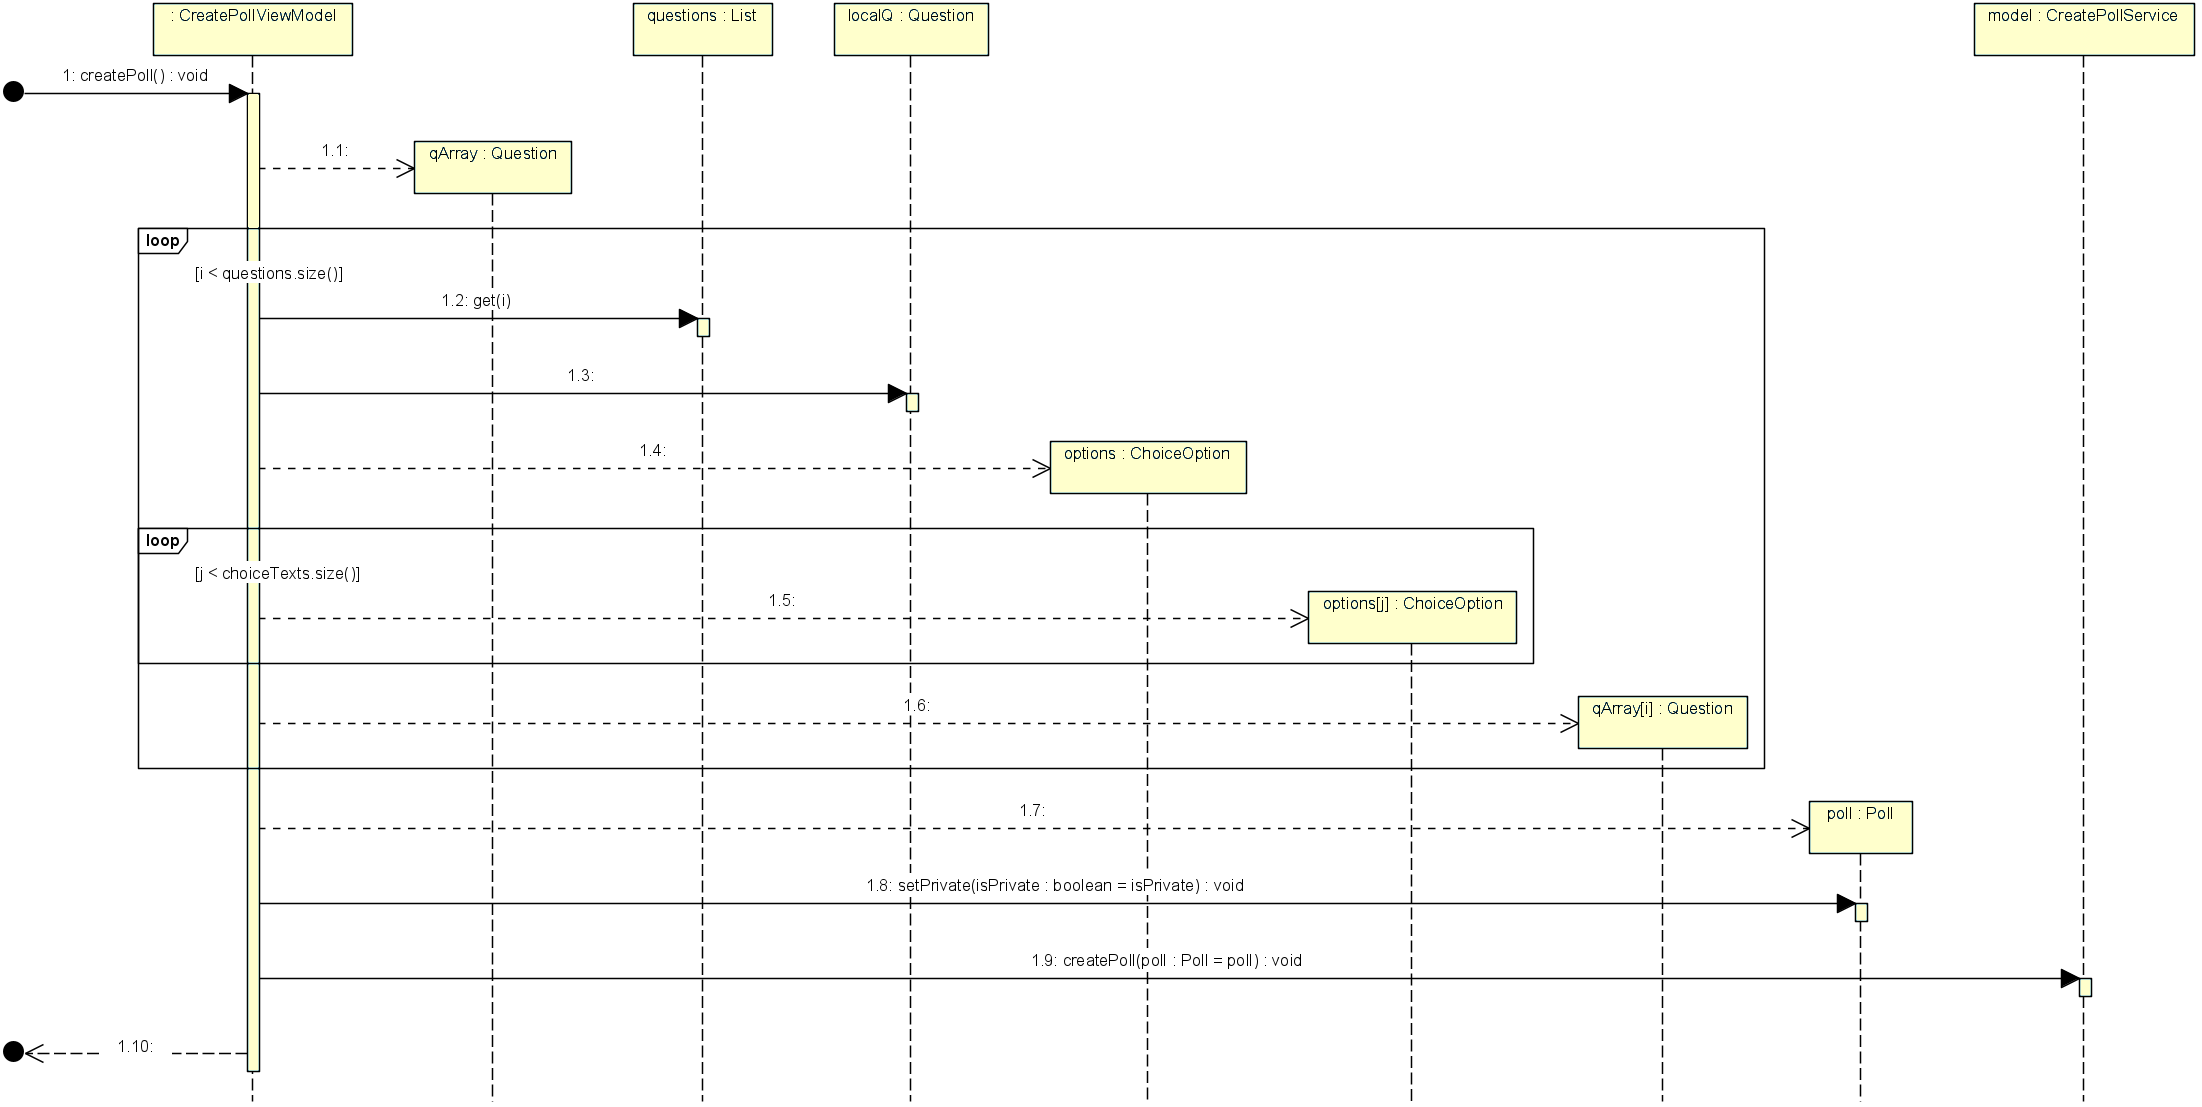 : CreatePollViewModel
questions : List
localQ : Question
model : CreatePollService
1: createPoll() : void
1.1:
qArray : Question
loop
[i < questions.size()]
1.2: get(i)
1.3:
1.4:
options : ChoiceOption
loop
[j < choiceTexts.size()]
1.5:
options[j] : ChoiceOption
1.6:
qArray[i] : Question
1.7:
poll : Poll
1.8: setPrivate(isPrivate : boolean = isPrivate) : void
1.9: createPoll(poll : Poll = poll) : void
1.10: